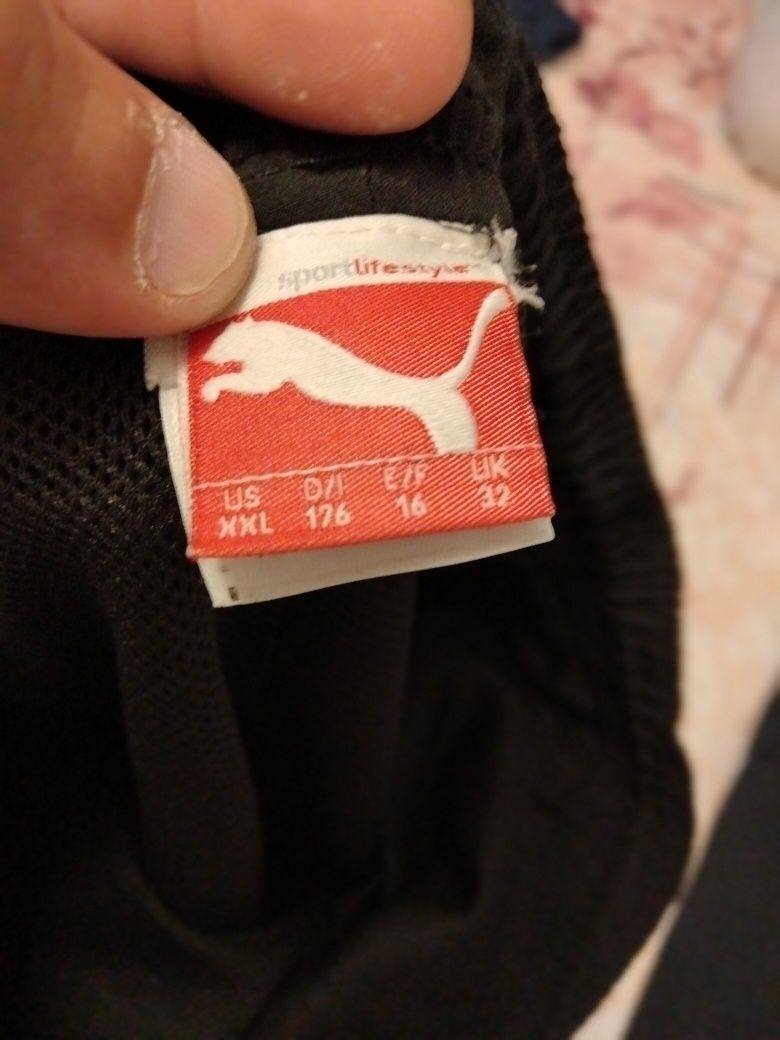 sportlifestyle
US D/I E/F UK
XXL 176 16 32